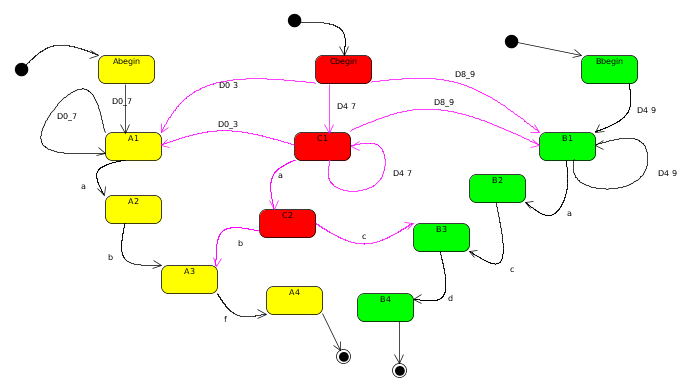 Abegin
Cbegin
Bbegin
D0_7
D0 3
D4 7
D8_9
D4 9
D0_7
D0_3
D8_9
A1
C1
B1
a
a
D4 7
D4 9
A2
B2
a
C2
b
b
c
B3
c
A3
A4
B4
d
f